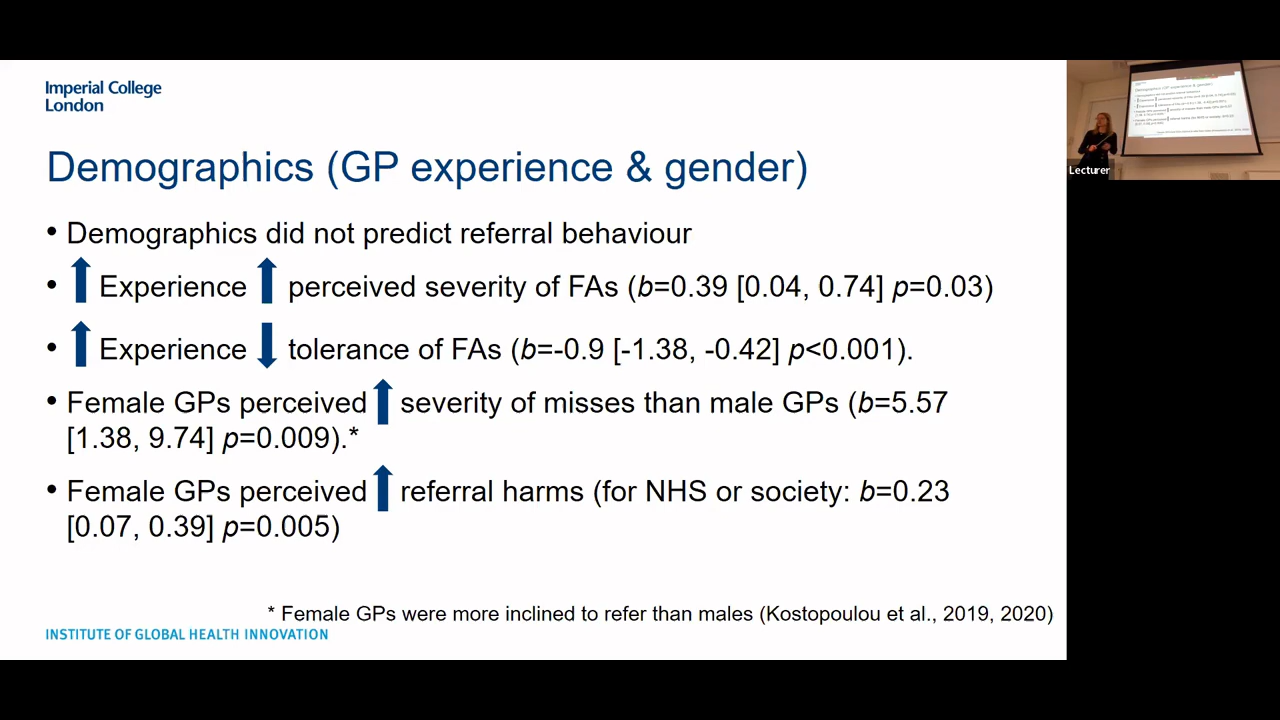 Imperial College
London
Demographics (GP experience & gender)
• Demographics did not predict referral behaviour
• Experience perceived severity of FAs (b=0.39 [0.04, 0.74] p=0.03)
• Experience tolerance of FAs (b=-0.9 [-1.38, -0.42] p<0.001).
• Female GPs perceived severity of misses than male GPs (b=5.57
[1.38, 9.74] p=0.009).*
• Female GPs perceived referral harms (for NHS or society: b=0.23
[0.07, 0.39] p=0.005)
* Female GPs were more inclined to refer than males (Kostopoulou et al., 2019, 2020)
INSTITUTE OF GLOBAL HEALTH INNOVATION
Demographics (GP experience & gender)
Lecturer